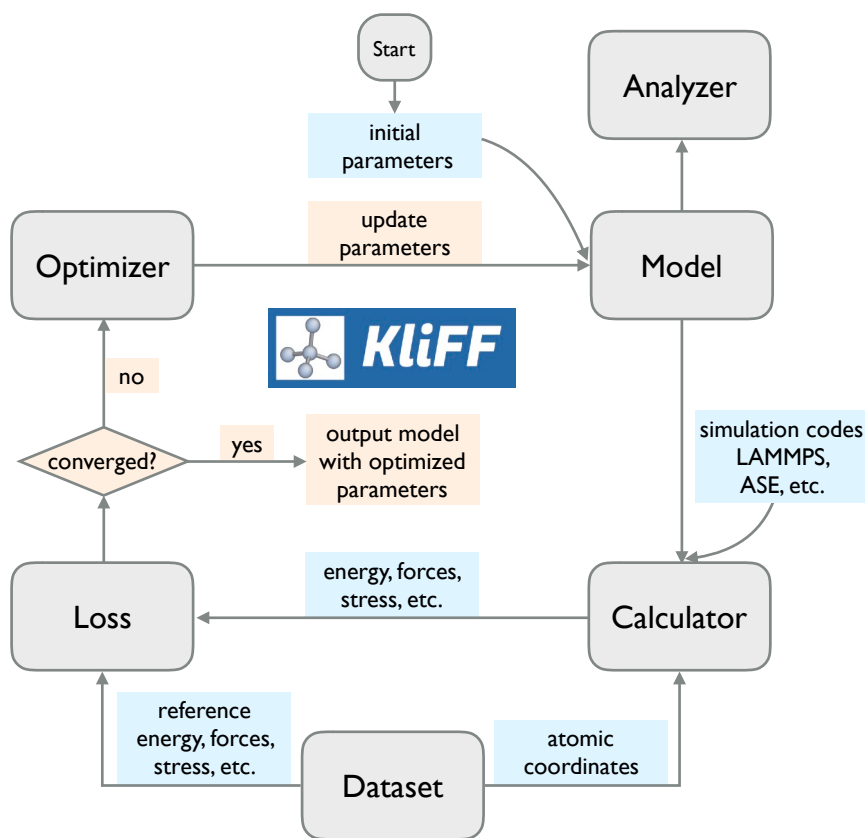 Start
Analyzer
initial
parameters
update
parameters
Optimizer
Model
KLIFF
no
simulation codes
LAMMPS,
ASE, etc.
converged?
yes
output model
with optimized
parameters
energy, forces,
stress, etc.
Loss
Calculator
reference
energy, forces,
stress, etc.
atomic
coordinates
Dataset